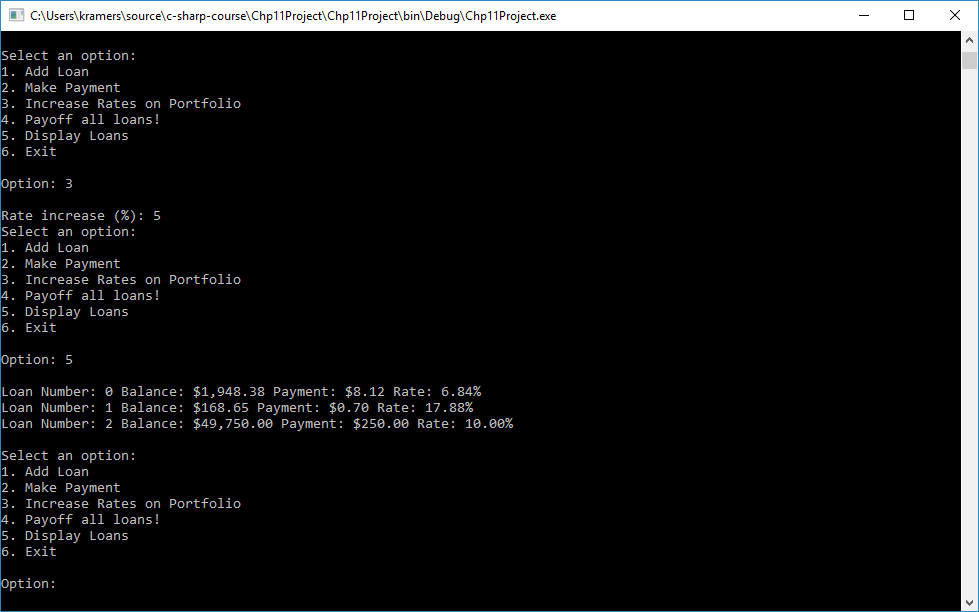 C:\Users\kramers\source\c-sharp-course\Chp11Project\Chp11Project\bin\Debug\Chp11Project.exe
Select an option:
1. Add Loan
2. Make Payment
3. Increase Rates on Portfolio
4. Payoff all loans!
5. Display Loans
6. Exit
Option: 3
Rate increase (%): 5
Select an option:
1. Add Loan
2. Make Payment
3. Increase Rates on Portfolio
4. Payoff all loans!
5. Display Loans
6. Exit
Option: 5
Loan Number: 0 Balance: $1,948.38 Payment: $8.12 Rate: 6.84%
Loan Number: 1 Balance: $168.65 Payment: $0.70 Rate: 17.88%
Loan Number: 2 Balance: $49,750.00 Payment: $250.00 Rate: 10.00%
Select an option:
1. Add Loan
2. Make Payment
3. Increase Rates on Portfolio
4. Payoff all loans!
5. Display Loans
6. Exit
Option: